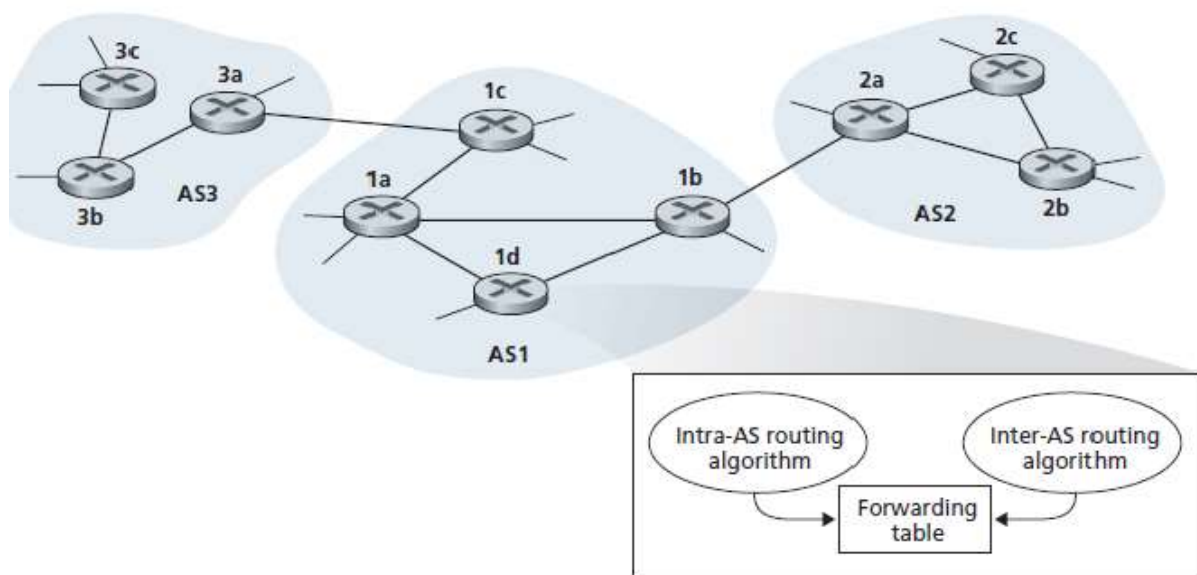 3c
3a
3b
AS3
1c
1a
1b
1d
AS1
2c
2a
2b
AS2
Intra-AS routing
algorithm
Inter-AS routing
algorithm
Forwarding
table